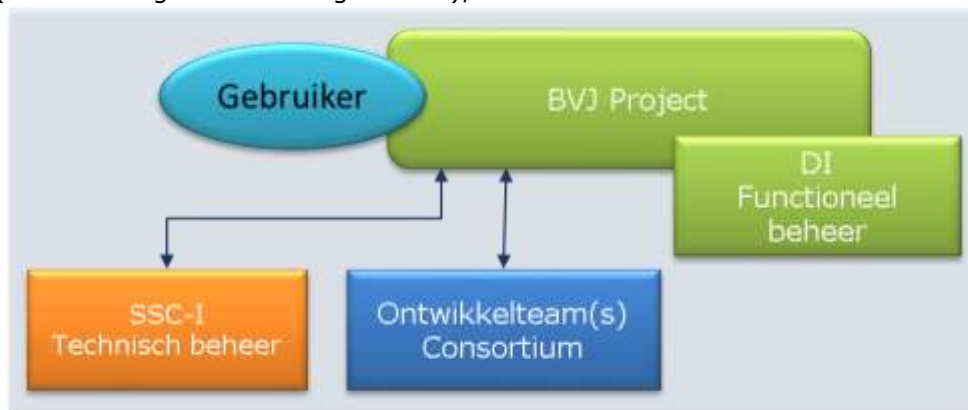 Gebruiker
BVJ Project
DI
Functioneel
beheer
SSC-I
Technisch beheer
Ontwikkelteam(s)
Consortium